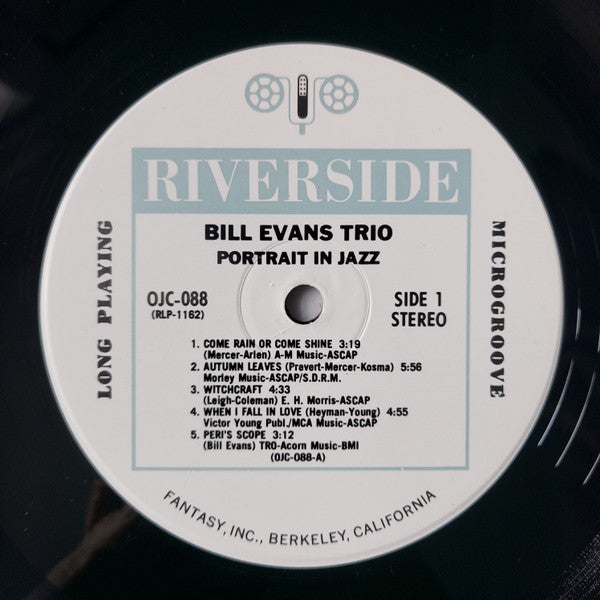 RIVERSIDE
BILL EVANS TRIO
PORTRAIT IN JAZZ
LONG PLAYING
MICROGROOVE
OJC-088
(RLP-1162)
SIDE 1
STEREO
1. COME RAIN OR COME SHINE 3:19
(Mercer-Arlen) A-M Music-ASCAP
2. AUTUMN LEAVES (Prevert-Mercer-Kosma) 5:56
Morley Music-ASCAP/S.D.R.M.
3. WITCHCRAFT 4:33
(Leigh-Coleman) E. H. Morris-ASCAP
4. WHEN I FALL IN LOVE (Heyman-Young) 4:55
Victor Young Publ./MCA Music-ASCAP
5. PERI'S SCOPE 3:12
(Bill Evans) TRO-Acorn Music-BMI
(OJC-088-A)
FANTASY, INC., BERKELEY, CALIFORNIA